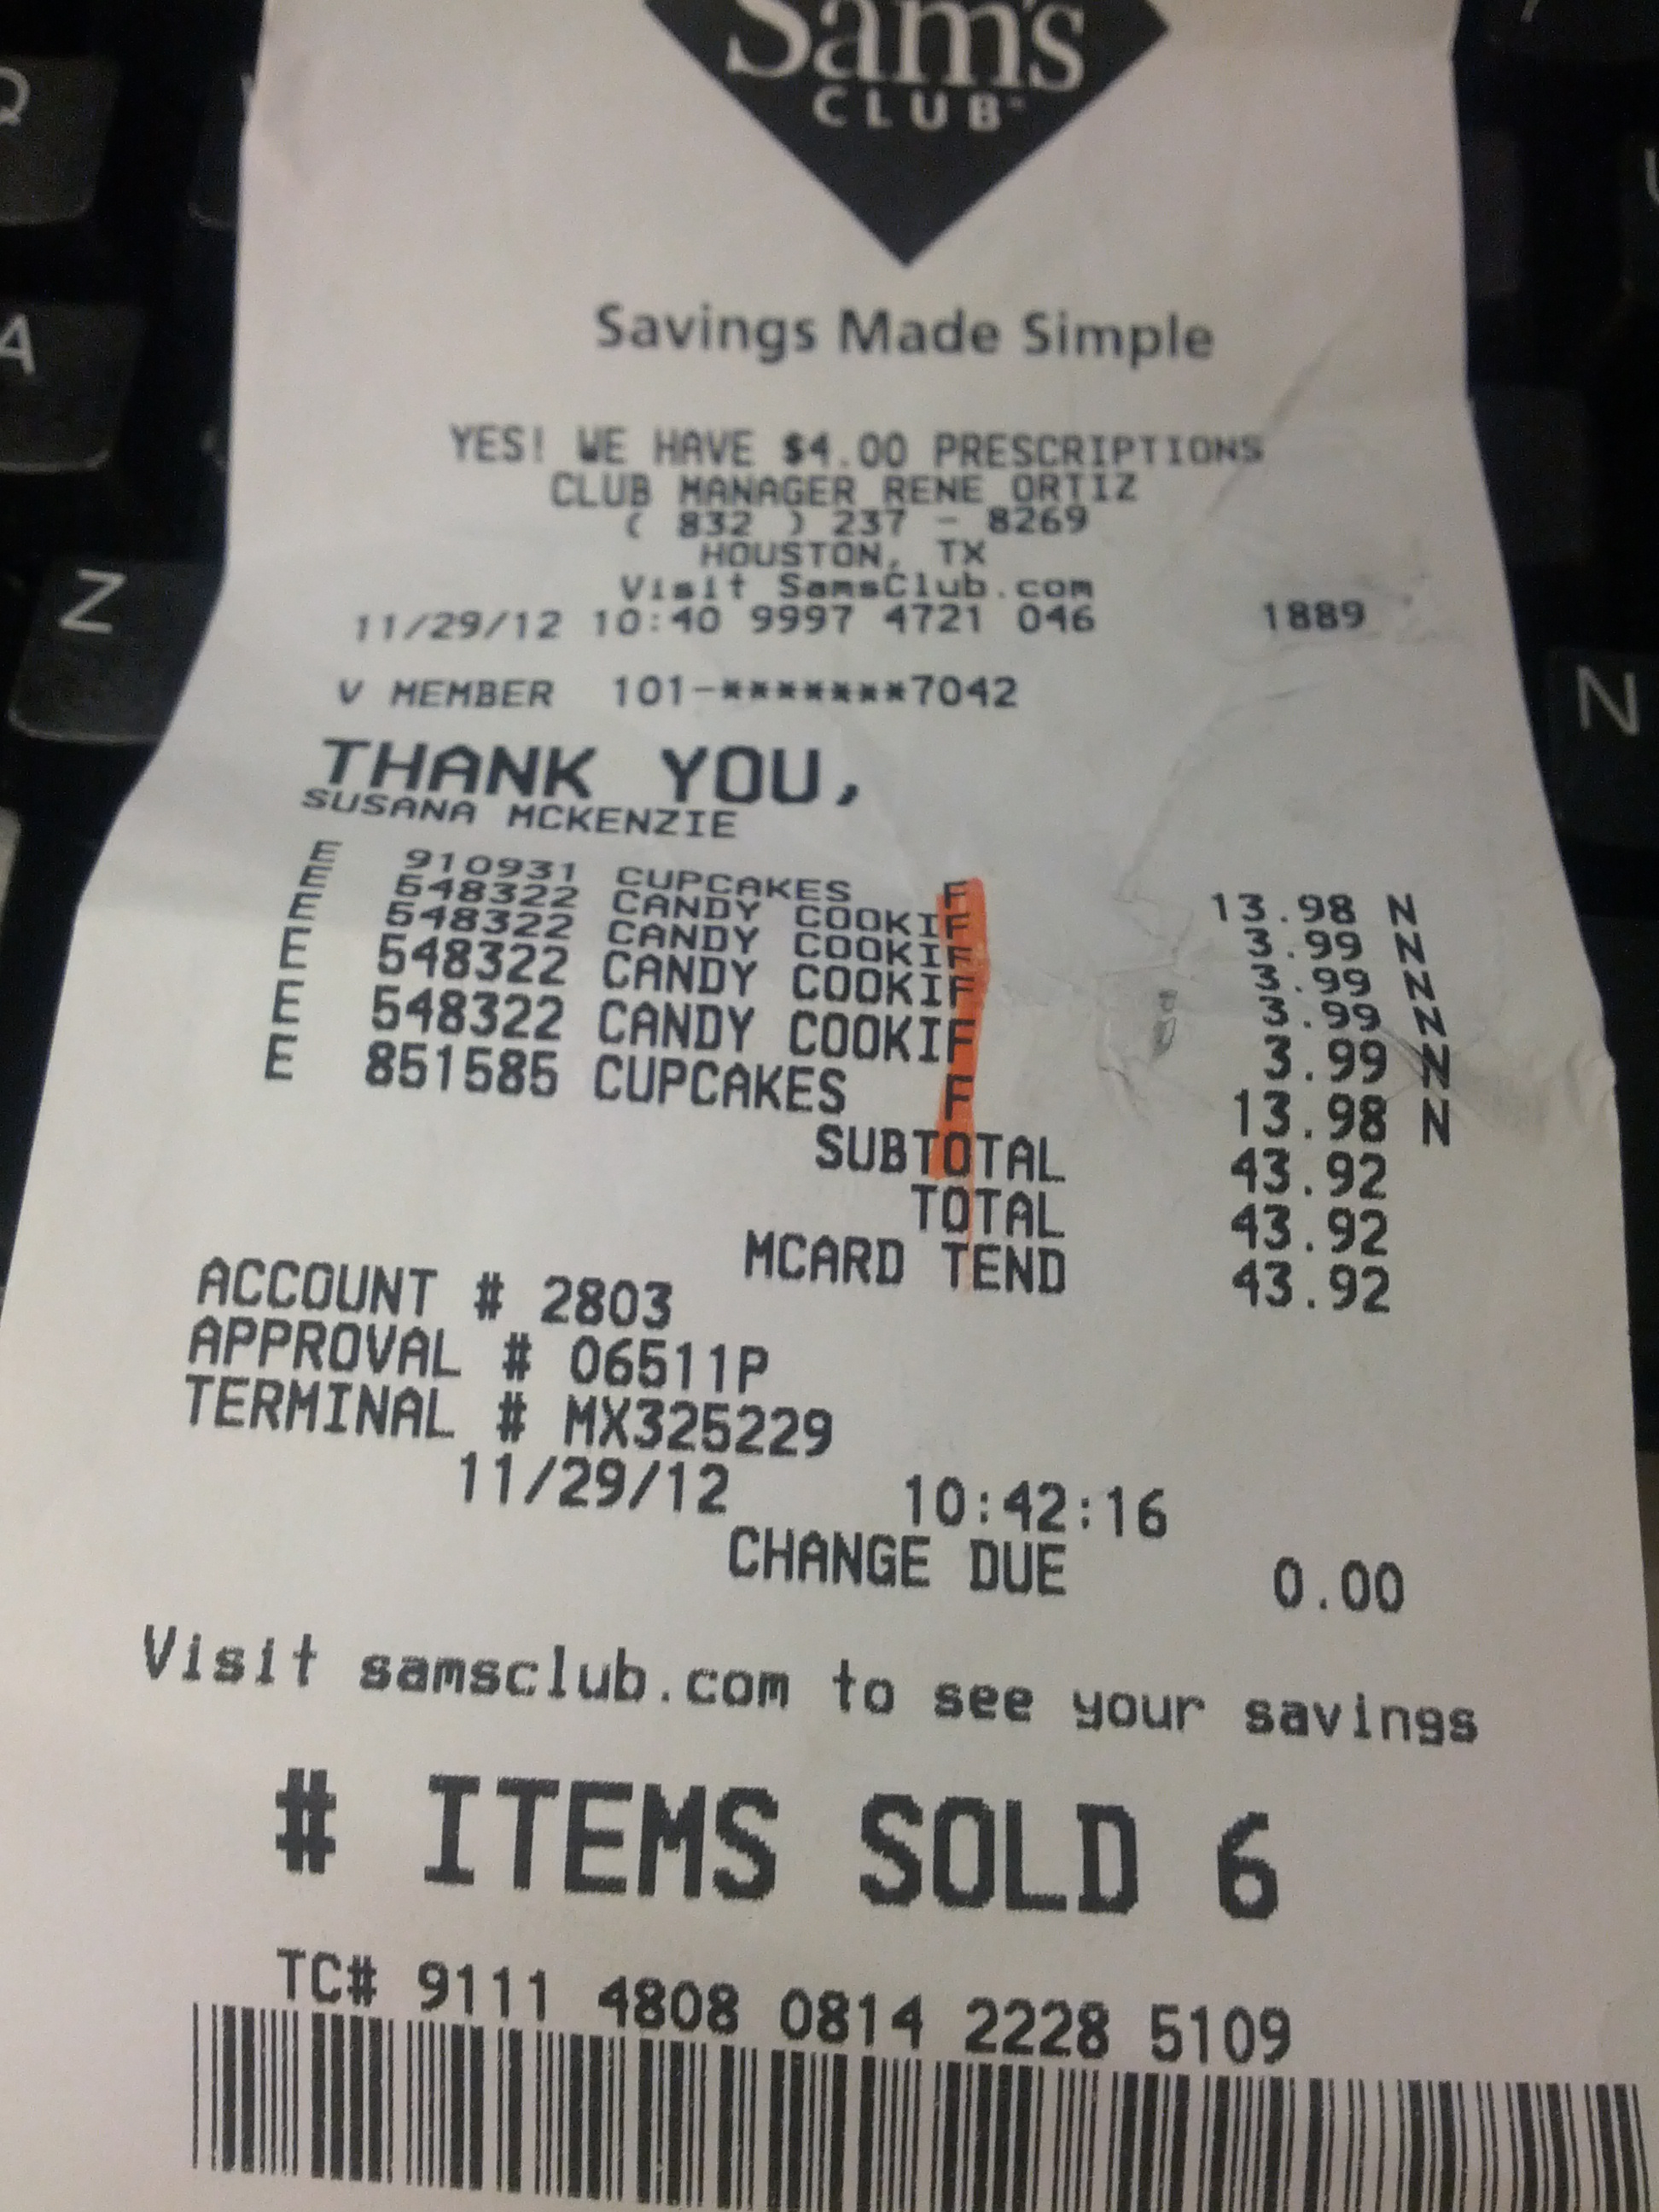 Sam's
CLUB
Savings Made Simple
YES! WE HAVE $4.00 PRESCRIPTIONS
CLUB MANAGER RENE ORTIZ
( 832 ) 237 - 8269
HOUSTON, TX
Visit SamsClub.com
11/29/12 10:40 9997 4721 046 1889
V MEMBER 101-*******7042
THANK YOU,
SUSANA MCKENZIE
E 910931 CUPCAKES F 13.98 N
E 548322 CANDY COOKIF 3.99 N
E 548322 CANDY COOKIF 3.99 N
E 548322 CANDY COOKIF 3.99 N
E 548322 CANDY COOKIF 3.99 N
E 851585 CUPCAKES F 13.98 N
SUBTOTAL 43.92
TOTAL 43.92
MCARD TEND 43.92
ACCOUNT # 2803
APPROVAL # 06511P
TERMINAL # MX325229
11/29/12 10:42:16
CHANGE DUE 0.00
Visit samsclub.com to see your savings
# ITEMS SOLD 6
TC# 9111 4808 0814 2228 5109
Q
A
Z
N